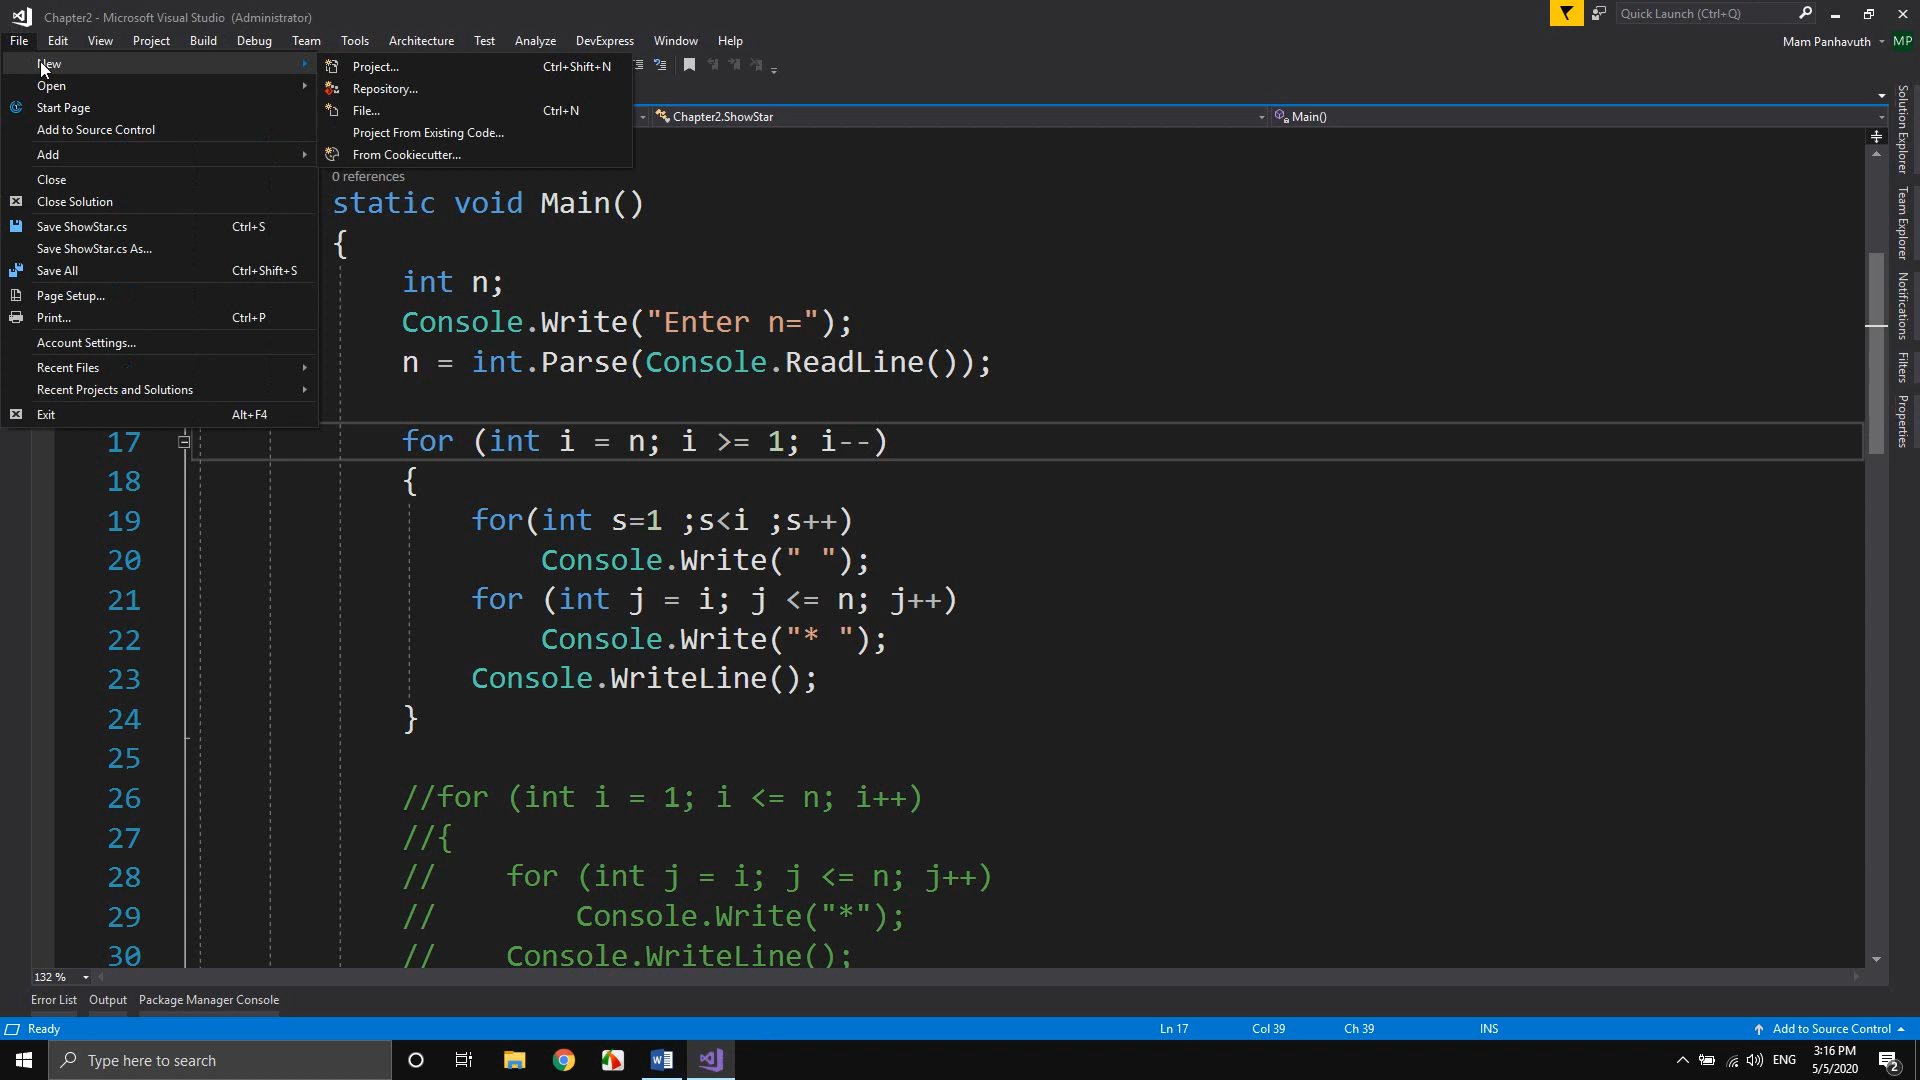 Chapter2 - Microsoft Visual Studio (Administrator)
Quick Launch (Ctrl+Q)
File Edit View Project Build Debug Team Tools Architecture Test Analyze DevExpress Window Help
Mam Panhavuth MP
New
Open
Start Page
Add to Source Control
Add
Close
Close Solution
Save ShowStar.cs Ctrl+S
Save ShowStar.cs As...
Save All Ctrl+Shift+S
Page Setup...
Print... Ctrl+P
Account Settings...
Recent Files
Recent Projects and Solutions
Exit Alt+F4
Project... Ctrl+Shift+N
Repository...
File... Ctrl+N
Project From Existing Code...
From Cookiecutter...
Chapter2.ShowStar
Main()
0 references
static void Main()
{
int n;
Console.Write("Enter n=");
n = int.Parse(Console.ReadLine());
17 for (int i = n; i >= 1; i--)
18 {
19 for(int s=1 ;s<i ;s++)
20 Console.Write(" ");
21 for (int j = i; j <= n; j++)
22 Console.Write("* ");
23 Console.WriteLine();
24 }
25
26 //for (int i = 1; i <= n; i++)
27 //{
28 // for (int j = i; j <= n; j++)
29 // Console.Write("*");
30 // Console.WriteLine();
Solution Explorer
Team Explorer
Notifications
Filters
Properties
132 %
Error List Output Package Manager Console
Ready
Ln 17 Col 39 Ch 39 INS
Add to Source Control
Type here to search
ENG
3:16 PM
5/5/2020
2